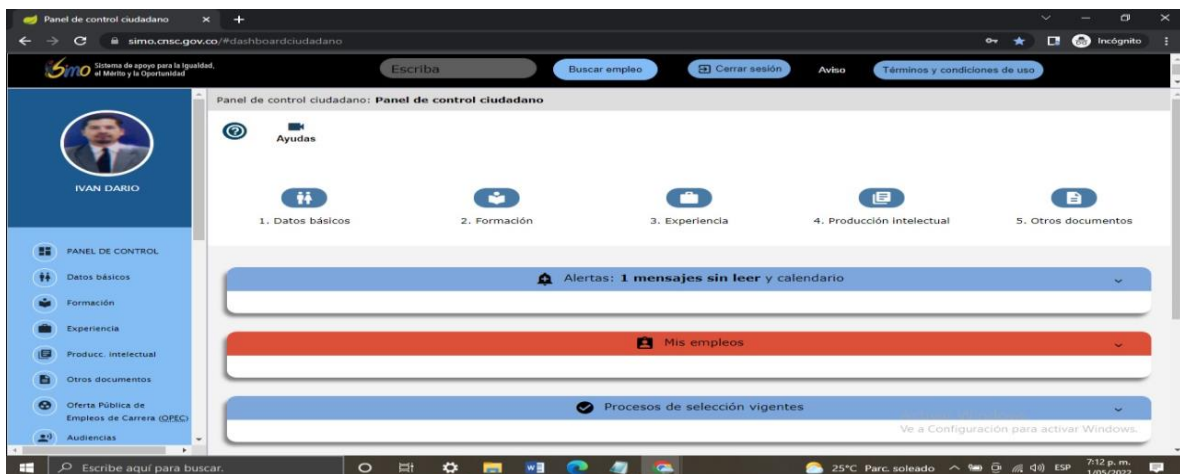 Panel de control ciudadano
simo.cnsc.gov.co/#dashboardciudadano
Incógnito
Simo Sistema de apoyo para la Igualdad,
el Mérito y la Oportunidad
Escriba
Buscar empleo
Cerrar sesión
Aviso
Términos y condiciones de uso
Panel de control ciudadano: Panel de control ciudadano
Ayudas
IVAN DARIO
1. Datos básicos
2. Formación
3. Experiencia
4. Producción intelectual
5. Otros documentos
PANEL DE CONTROL
Datos básicos
Formación
Experiencia
Producc. intelectual
Otros documentos
Oferta Pública de
Empleos de Carrera (OPEC)
Audiencias
Alertas: 1 mensajes sin leer y calendario
Mis empleos
Procesos de selección vigentes
Ve a Configuración para activar Windows.
Escribe aquí para buscar.
25°C Parc. soleado
ESP
7:12 p. m.
1/05/2022